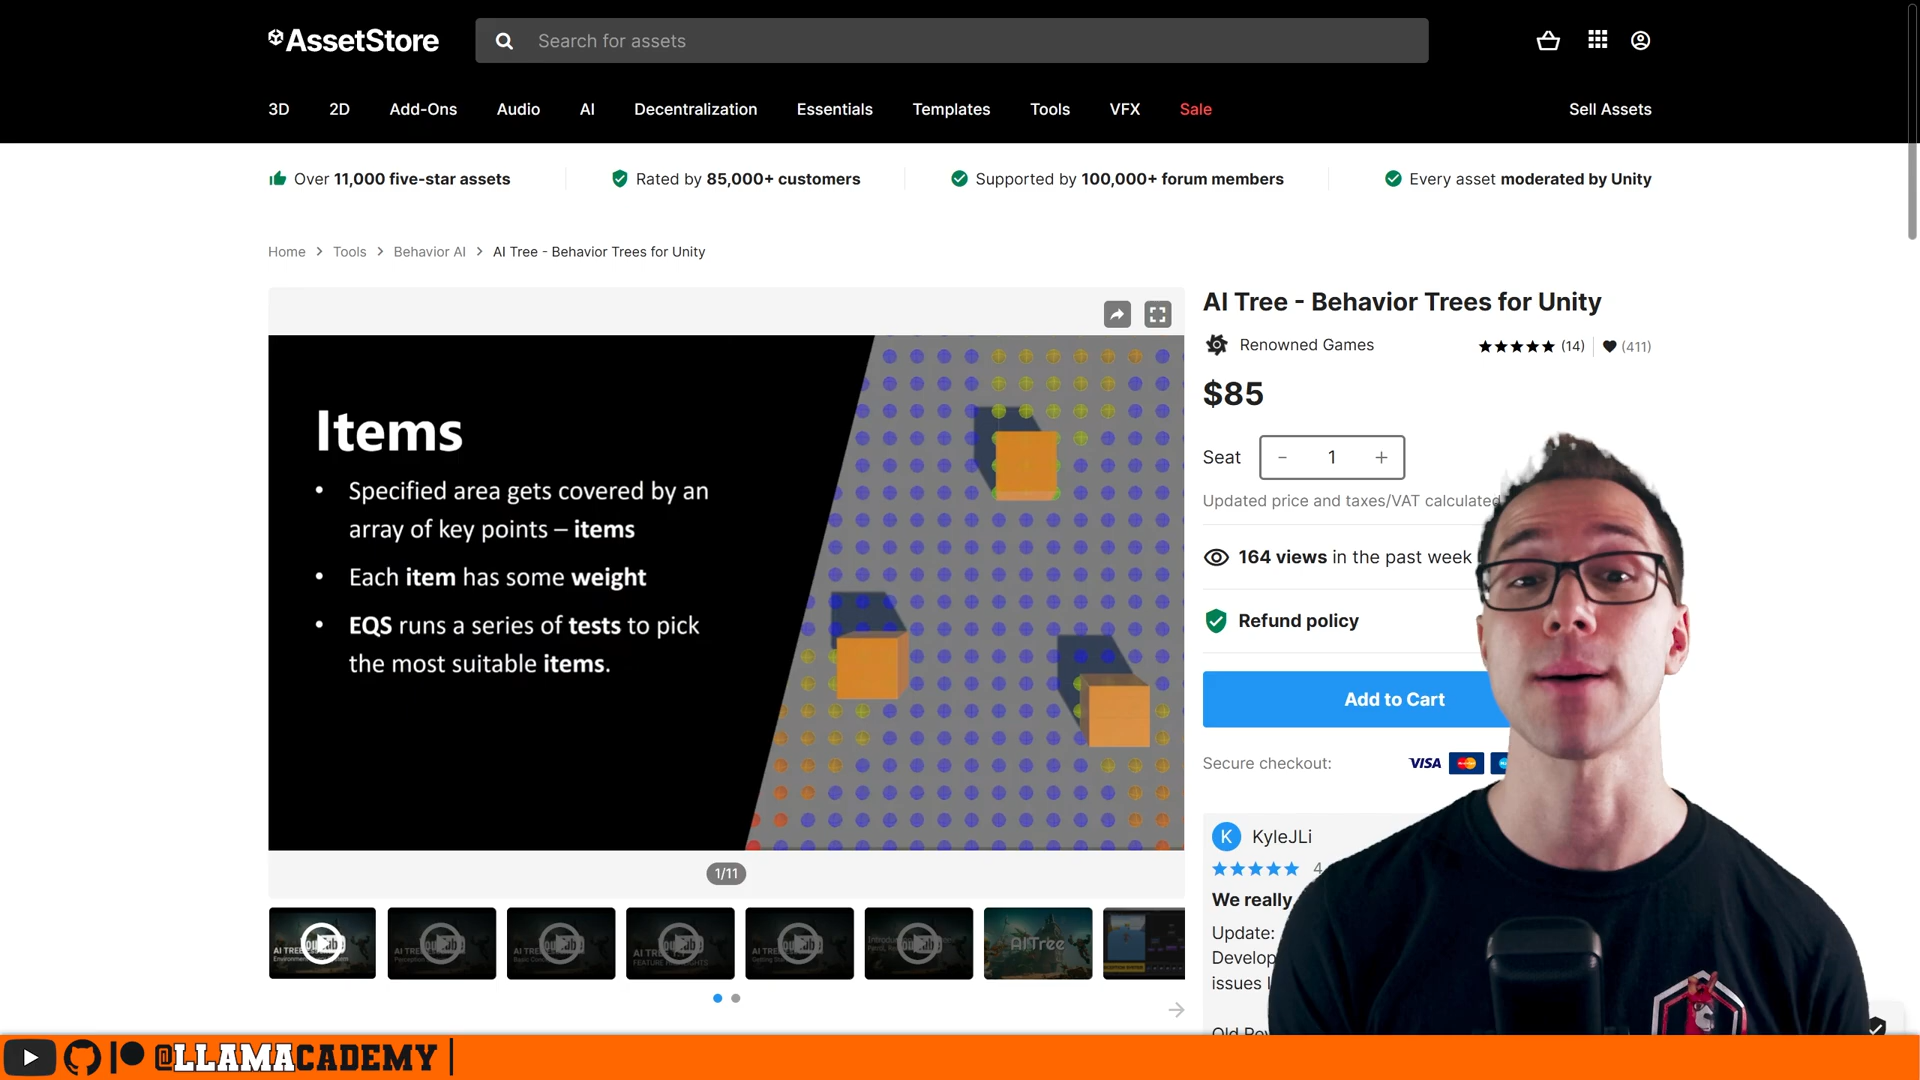 AssetStore
Search for assets
3D 2D Add-Ons Audio AI Decentralization Essentials Templates Tools VFX Sale Sell Assets
Over 11,000 five-star assets
Rated by 85,000+ customers
Supported by 100,000+ forum members
Every asset moderated by Unity
Home > Tools > Behavior AI > AI Tree - Behavior Trees for Unity
Items
• Specified area gets covered by an
array of key points – items
• Each item has some weight
• EQS runs a series of tests to pick
the most suitable items.
1/11
AI Tree
AI Tree - Behavior Trees for Unity
Renowned Games
(14)
(411)
$85
Seat
- 1 +
Updated price and taxes/VAT calculated
164 views in the past week
Refund policy
Add to Cart
Secure checkout:
VISA
K
KyleJLi
4
We really
Update:
Develop
issues
@LLAMACADEMY